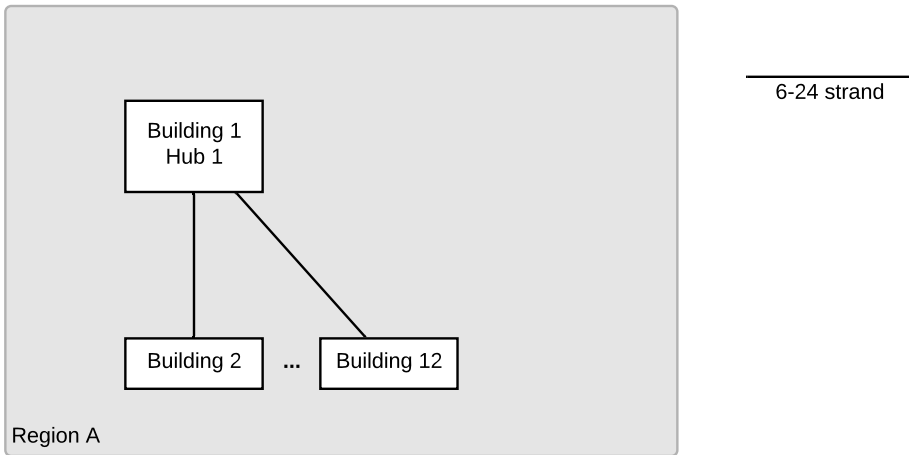 Building 1
Hub 1
6-24 strand
Building 2
...
Building 12
Region A